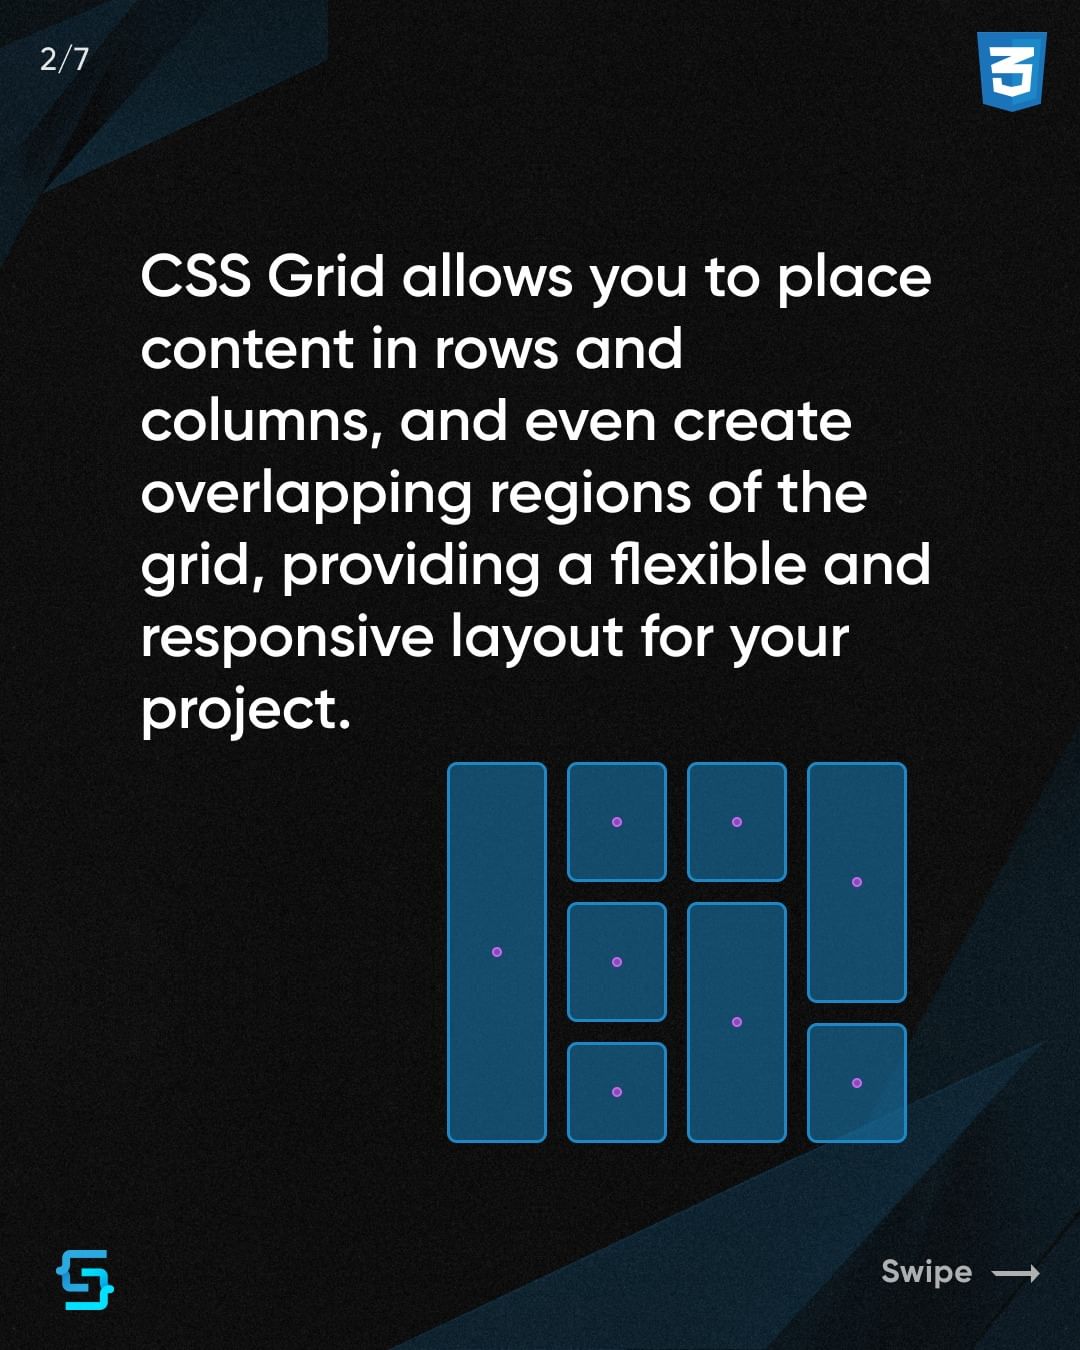 2/7
3
CSS Grid allows you to place
content in rows and
columns, and even create
overlapping regions of the
grid, providing a flexible and
responsive layout for your
project.
Swipe